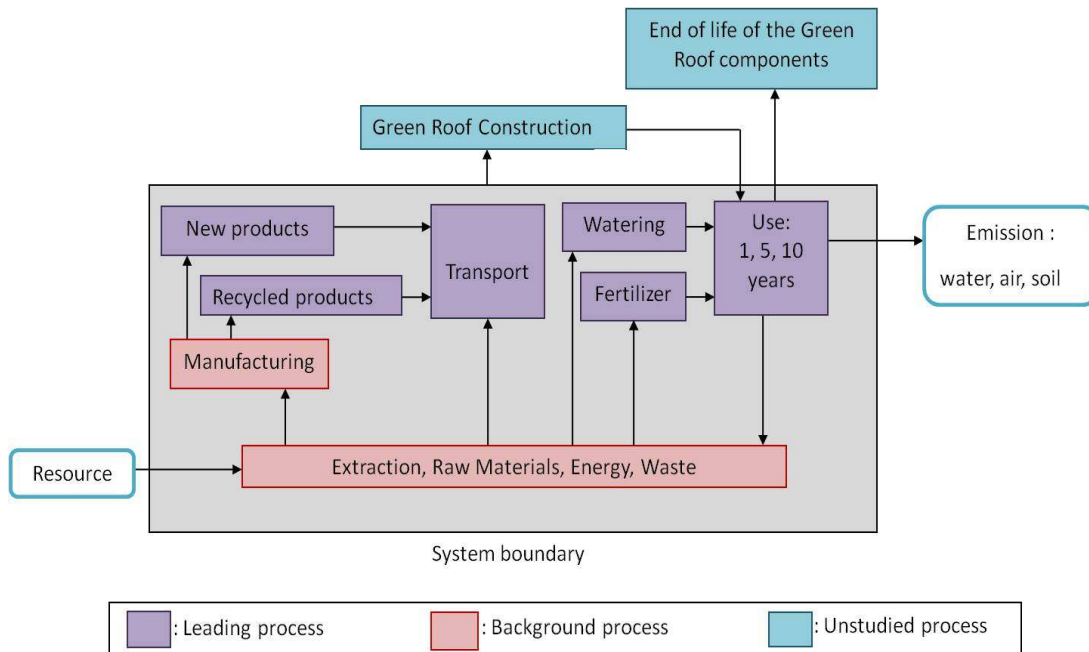 End of life of the Green
Roof components
Green Roof Construction
New products
Recycled products
Manufacturing
Transport
Watering
Fertilizer
Use:
1, 5, 10
years
Emission :
water, air, soil
Resource
Extraction, Raw Materials, Energy, Waste
System boundary
: Leading process
: Background process
: Unstudied process